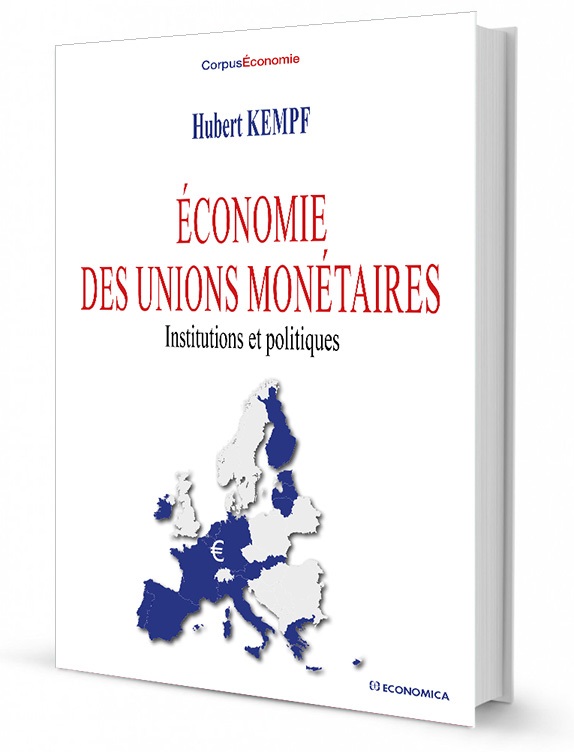 CorpusÉconomie
Hubert KEMPF
ÉCONOMIE
DES UNIONS MONÉTAIRES
Institutions et politiques
€
ECONOMICA